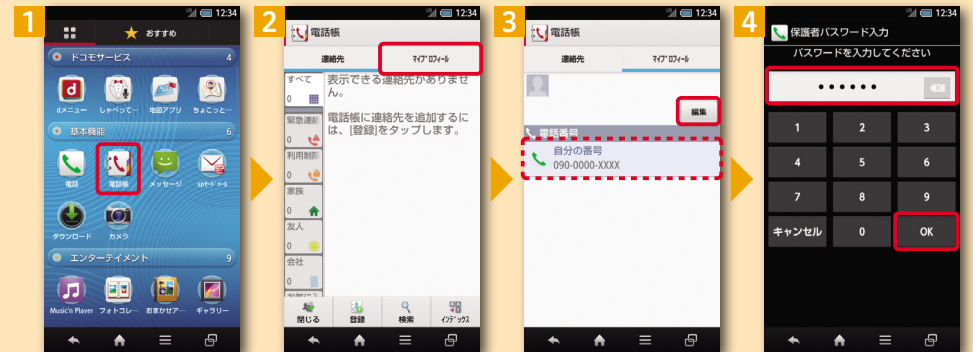 1
12:34
おすすめ
ドコモサービス 4
dメニュー しゃべって… 地図アプリ ちょこっと…
基本機能 6
電話 電話帳 メッセージ spモードメール
ダウンロード カメラ
エンターテイメント 9
Music'n Player フォトコレ… おまかせア… ギャラリー
2
12:34
電話帳
連絡先 マイプロフィール
すべて
0
緊急連絡
0
利用制限
0
家族
0
友人
0
会社
0
表示できる連絡先がありませ
ん。
電話帳に連絡先を追加するに
は、[登録]をタップします。
閉じる 登録 検索 インデックス
3
12:34
電話帳
連絡先 マイプロフィール
編集
電話番号
自分の番号
090-0000-XXXX
4
12:34
保護者パスワード入力
パスワードを入力してください
••••••
1 2 3
4 5 6
7 8 9
キャンセル 0 OK